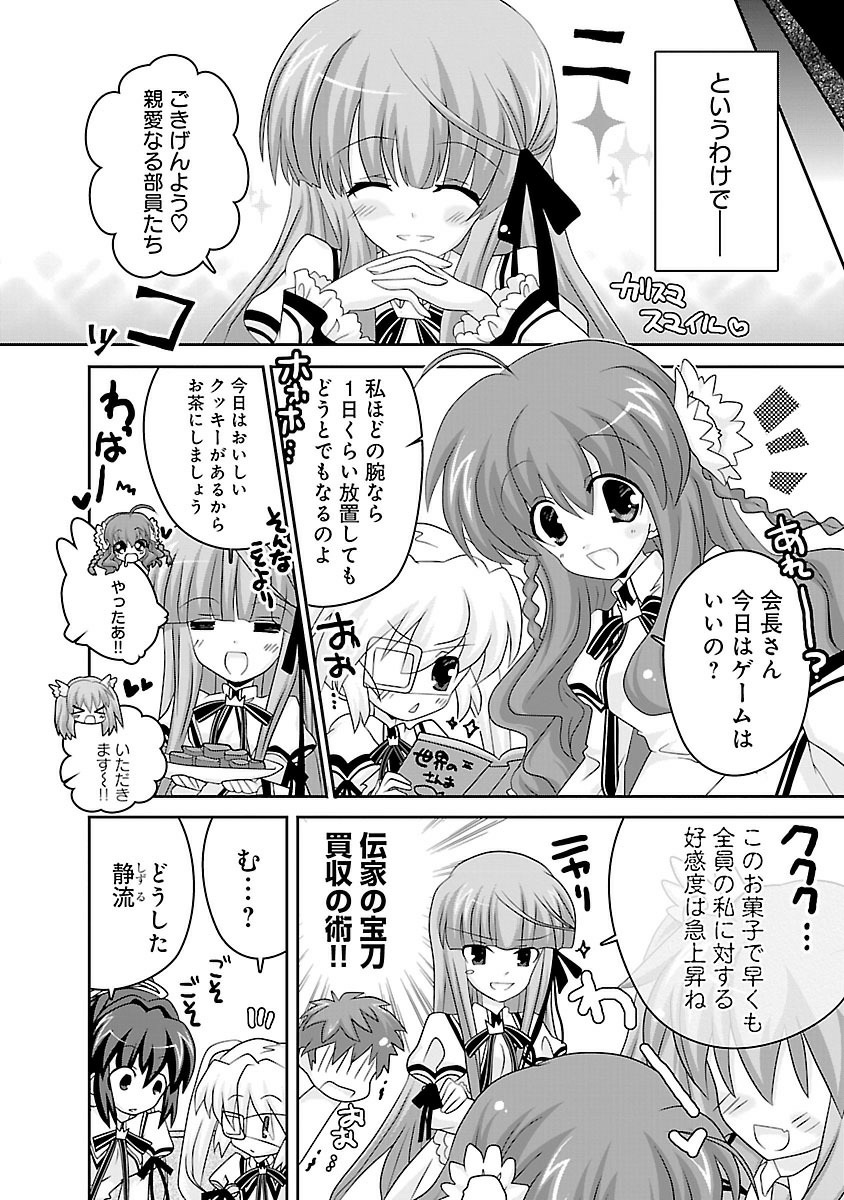 というわけで――
ニ
コ
ッ
ごきげんよう♡
親愛なる部員たち
カリスマ
スマイル♡
あれー？
会長さん
今日はゲームは
いいの？
私ほどの腕なら
1日くらい放置しても
どうとでもなるのよ
ホホホ…
おぉ
世界の
さんま
今日はおいしい
クッキーがあるから
お茶にしましょう
そんな
ことより
わぁーい
やったあ!!
いただき
ます〜!!
ククク…
このお菓子で早くも
全員の私に対する
好感度は急上昇ね
ニヤリ
伝家の宝刀
買収の術!!
おぉ…
む…？
どうした
静流
しずる
ごそ
ごそ